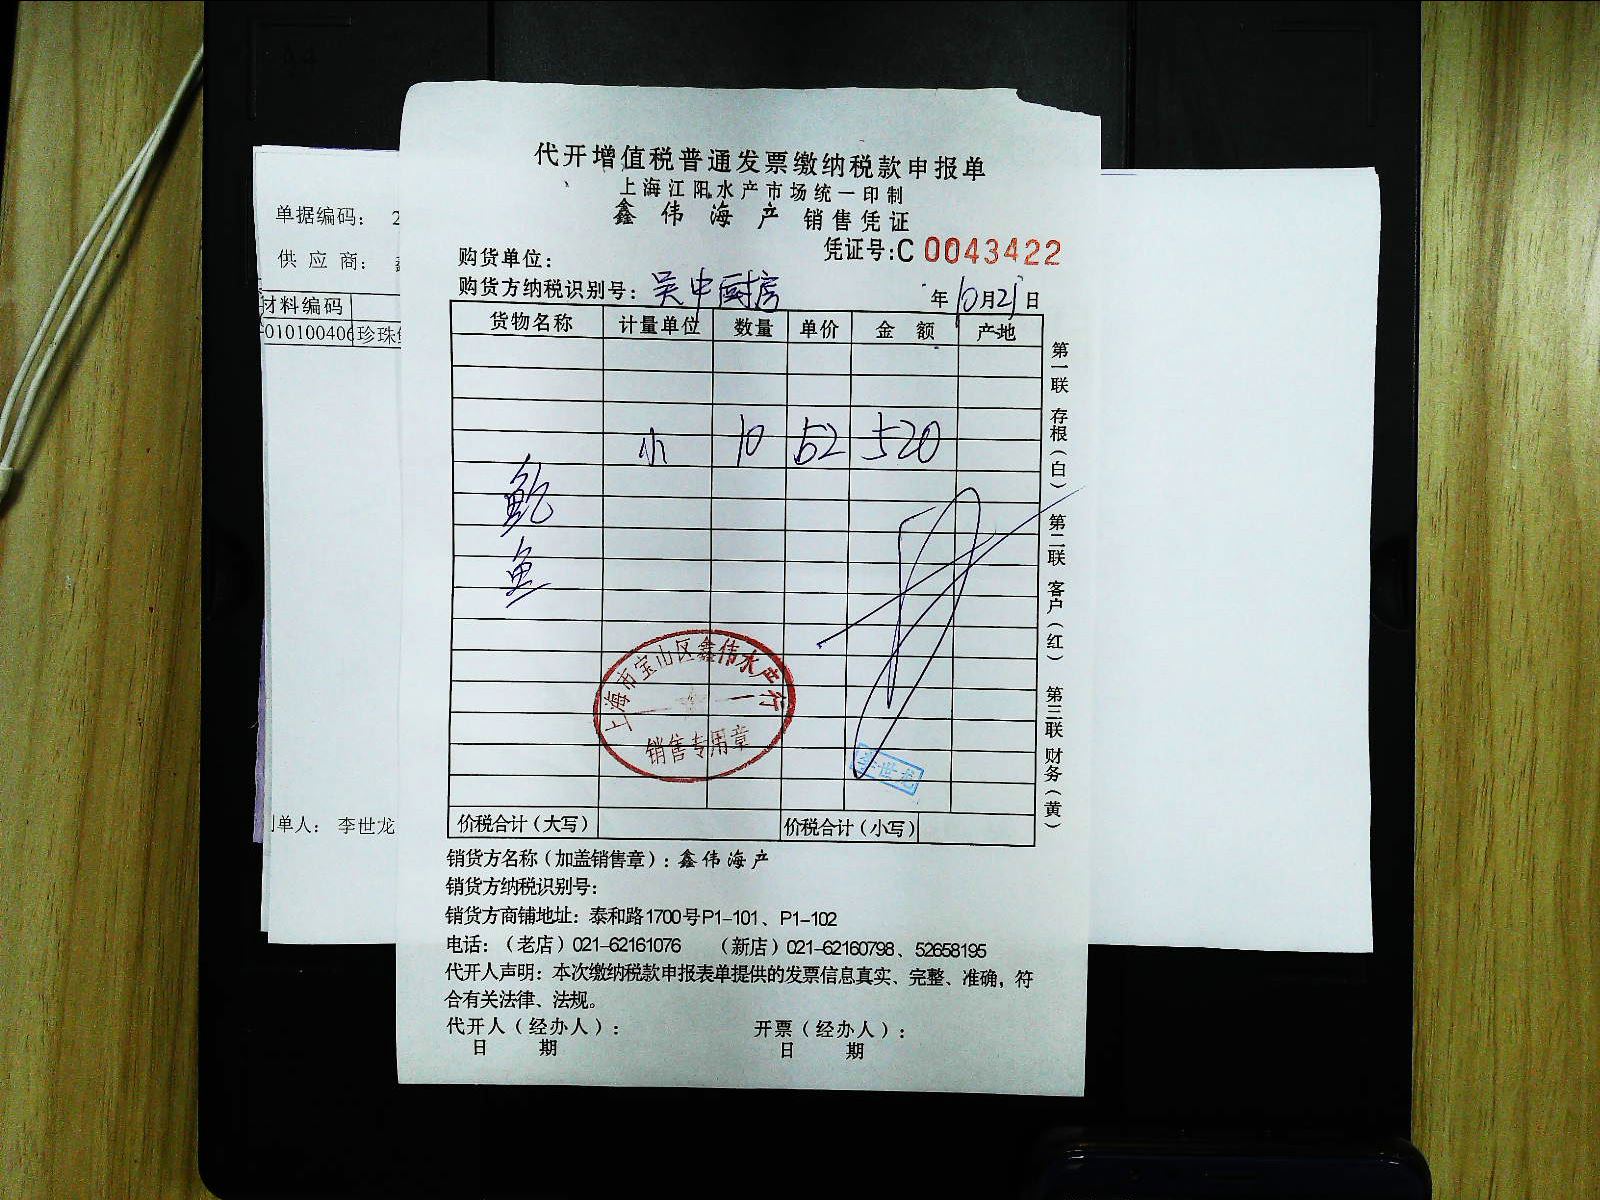 代开增值税普通发票缴纳税款申报单
上海江阳水产市场统一印制
鑫伟海产 销售凭证
凭证号:C 0043422
购货单位：
购货方纳税识别号：吴中厨房
年10月21日
货物名称 计量单位 数量 单价 金额 产地
小 10 52 520
鲍
鱼
上海市宝山区鑫伟水产行
销售专用章
李世龙
价税合计（大写） 价税合计（小写）
第一联 存根（白） 第二联 客户（红） 第三联 财务（黄）
销货方名称（加盖销售章）：鑫伟海产
销货方纳税识别号：
销货方商铺地址：泰和路1700号P1-101、P1-102
电话：（老店）021-62161076 （新店）021-62160798、52658195
代开人声明：本次缴纳税款申报表单提供的发票信息真实、完整、准确，符
合有关法律、法规。
代开人（经办人）： 开票（经办人）：
日 期 日 期
单据编码： 2
供应商：
材料编码
010100406 珍珠
单人： 李世龙